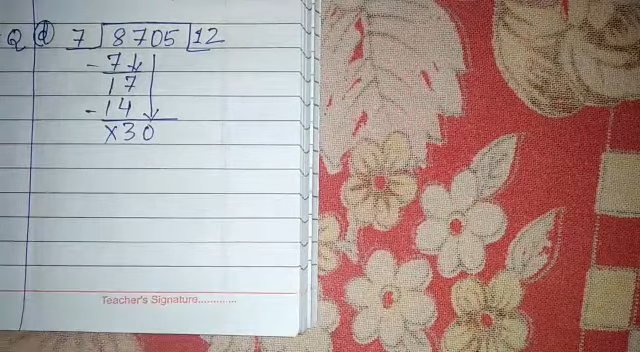 Q (d) 7 8705 12
- 7
17
- 14
x30
Teacher's Signature.............